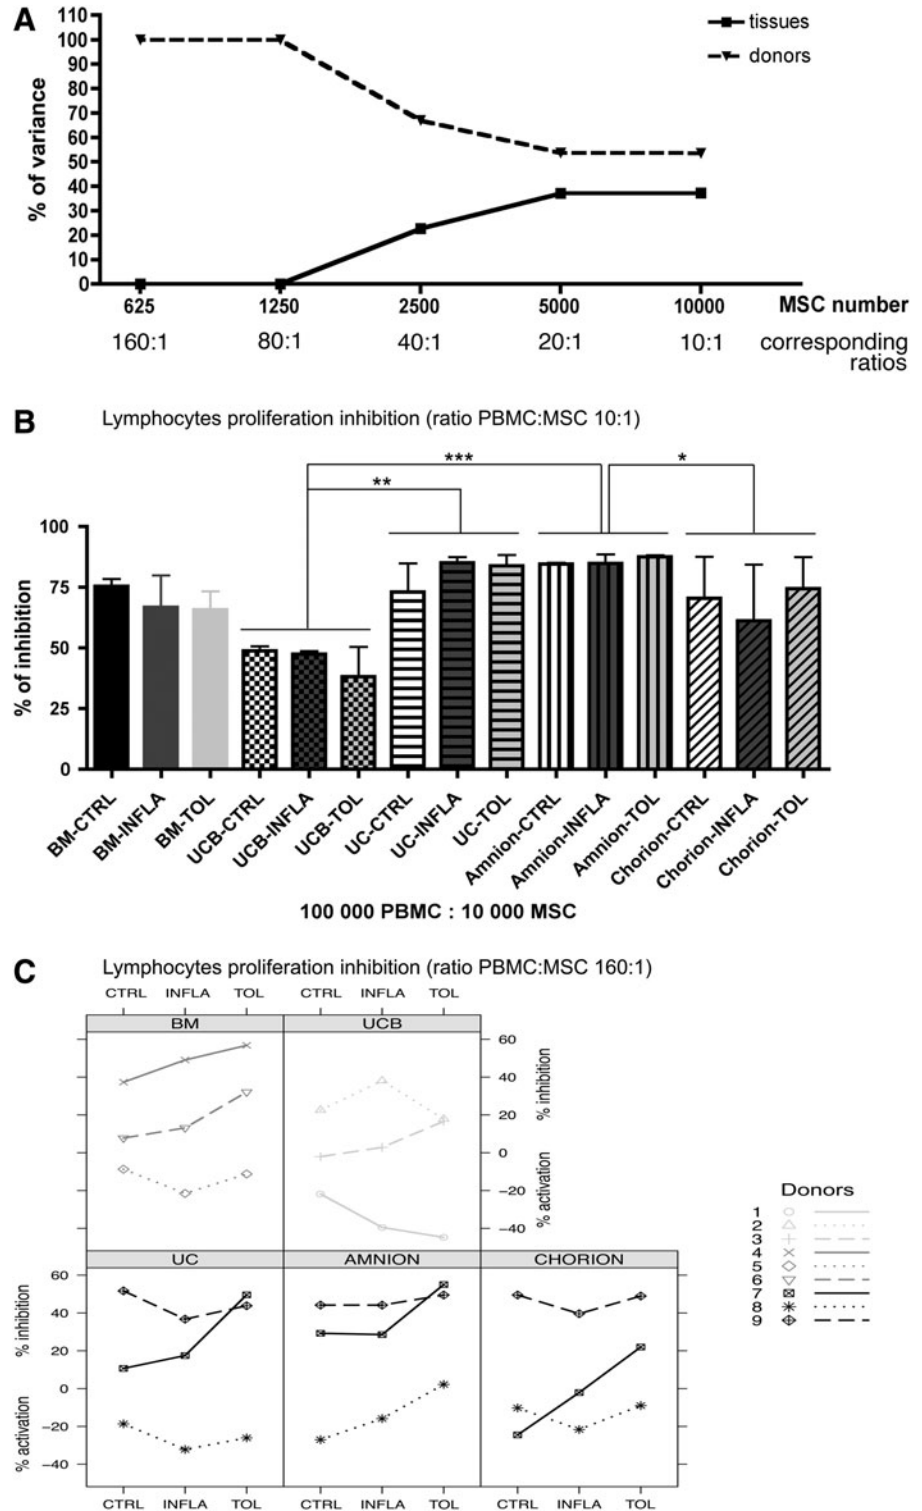 A
110
100
90
80
70
60
50
40
30
20
10
0
% of variance
tissues
donors
625 1250 2500 5000 10000 MSC number
160:1 80:1 40:1 20:1 10:1 corresponding
ratios
B Lymphocytes proliferation inhibition (ratio PBMC:MSC 10:1)
*** *
**
100
75
50
25
0
% of inhibition
BM-CTRL
BM-INFLA
BM-TOL
UCB-CTRL
UCB-INFLA
UCB-TOL
UC-CTRL
UC-INFLA
UC-TOL
Amnion-CTRL
Amnion-INFLA
Amnion-TOL
Chorion-CTRL
Chorion-INFLA
Chorion-TOL
100 000 PBMC : 10 000 MSC
C Lymphocytes proliferation inhibition (ratio PBMC:MSC 160:1)
CTRL INFLA TOL CTRL INFLA TOL
BM UCB
60
40
20
0
-20
-40
% inhibition
% activation
UC AMNION CHORION
60
40
20
0
-20
-40
% inhibition
% activation
60
40
20
0
-20
-40
CTRL INFLA TOL CTRL INFLA TOL CTRL INFLA TOL
Donors
1
2
3
4
5
6
7
8
9